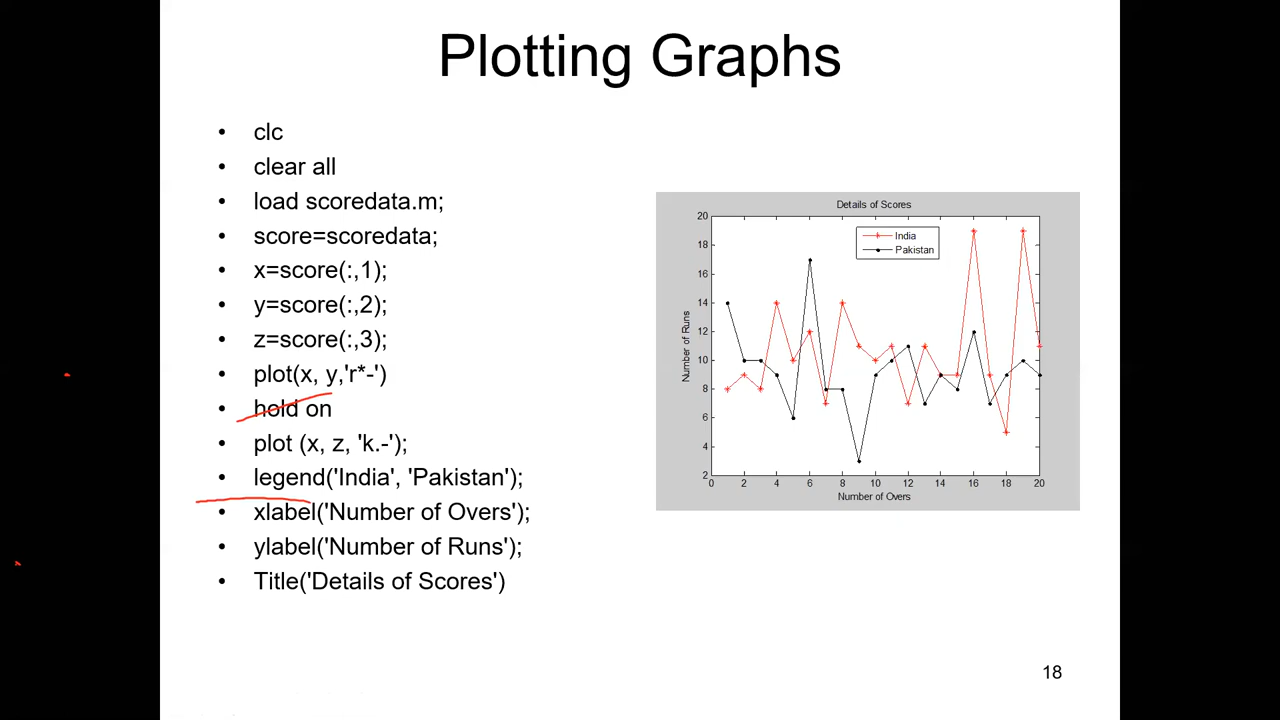 Plotting Graphs
• clc
• clear all
• load scoredata.m;
• score=scoredata;
• x=score(:,1);
• y=score(:,2);
• z=score(:,3);
• plot(x, y,'r*-')
• hold on
• plot (x, z, 'k.-');
• legend('India', 'Pakistan');
• xlabel('Number of Overs');
• ylabel('Number of Runs');
• Title('Details of Scores')
Details of Scores
India
Pakistan
Number of Runs
20
18
16
14
12
10
8
6
4
2
0 2 4 6 8 10 12 14 16 18 20
Number of Overs
18